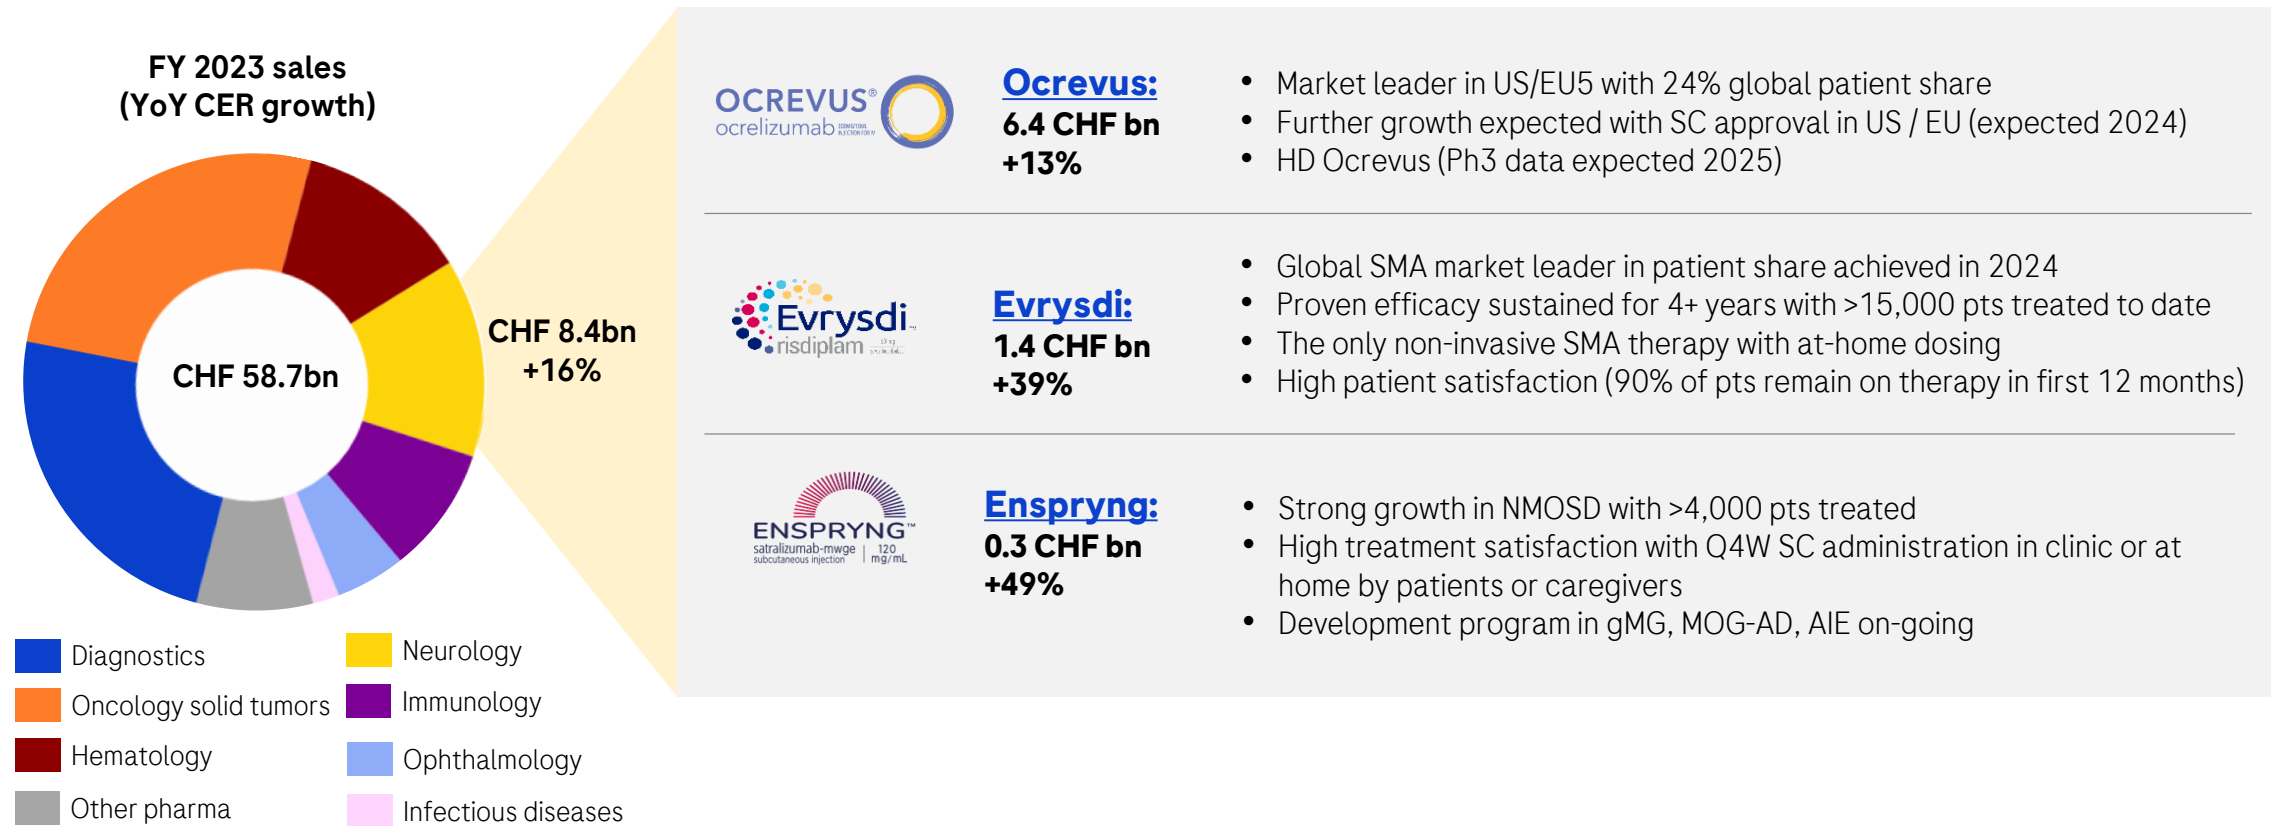 FY 2023 sales
(YoY CER growth)
CHF 58.7bn
CHF 8.4bn
+16%
Diagnostics
Oncology solid tumors
Hematology
Other pharma
Neurology
Immunology
Ophthalmology
Infectious diseases
OCREVUS®
ocrelizumab
Ocrevus:
6.4 CHF bn
+13%
• Market leader in US/EU5 with 24% global patient share
• Further growth expected with SC approval in US / EU (expected 2024)
• HD Ocrevus (Ph3 data expected 2025)
Evrysdi
risdiplam
Evrysdi:
1.4 CHF bn
+39%
• Global SMA market leader in patient share achieved in 2024
• Proven efficacy sustained for 4+ years with >15,000 pts treated to date
• The only non-invasive SMA therapy with at-home dosing
• High patient satisfaction (90% of pts remain on therapy in first 12 months)
ENSPRYNG™
satralizumab-mwge | 120
subcutaneous injection | mg/mL
Enspryng:
0.3 CHF bn
+49%
• Strong growth in NMOSD with >4,000 pts treated
• High treatment satisfaction with Q4W SC administration in clinic or at
home by patients or caregivers
• Development program in gMG, MOG-AD, AIE on-going